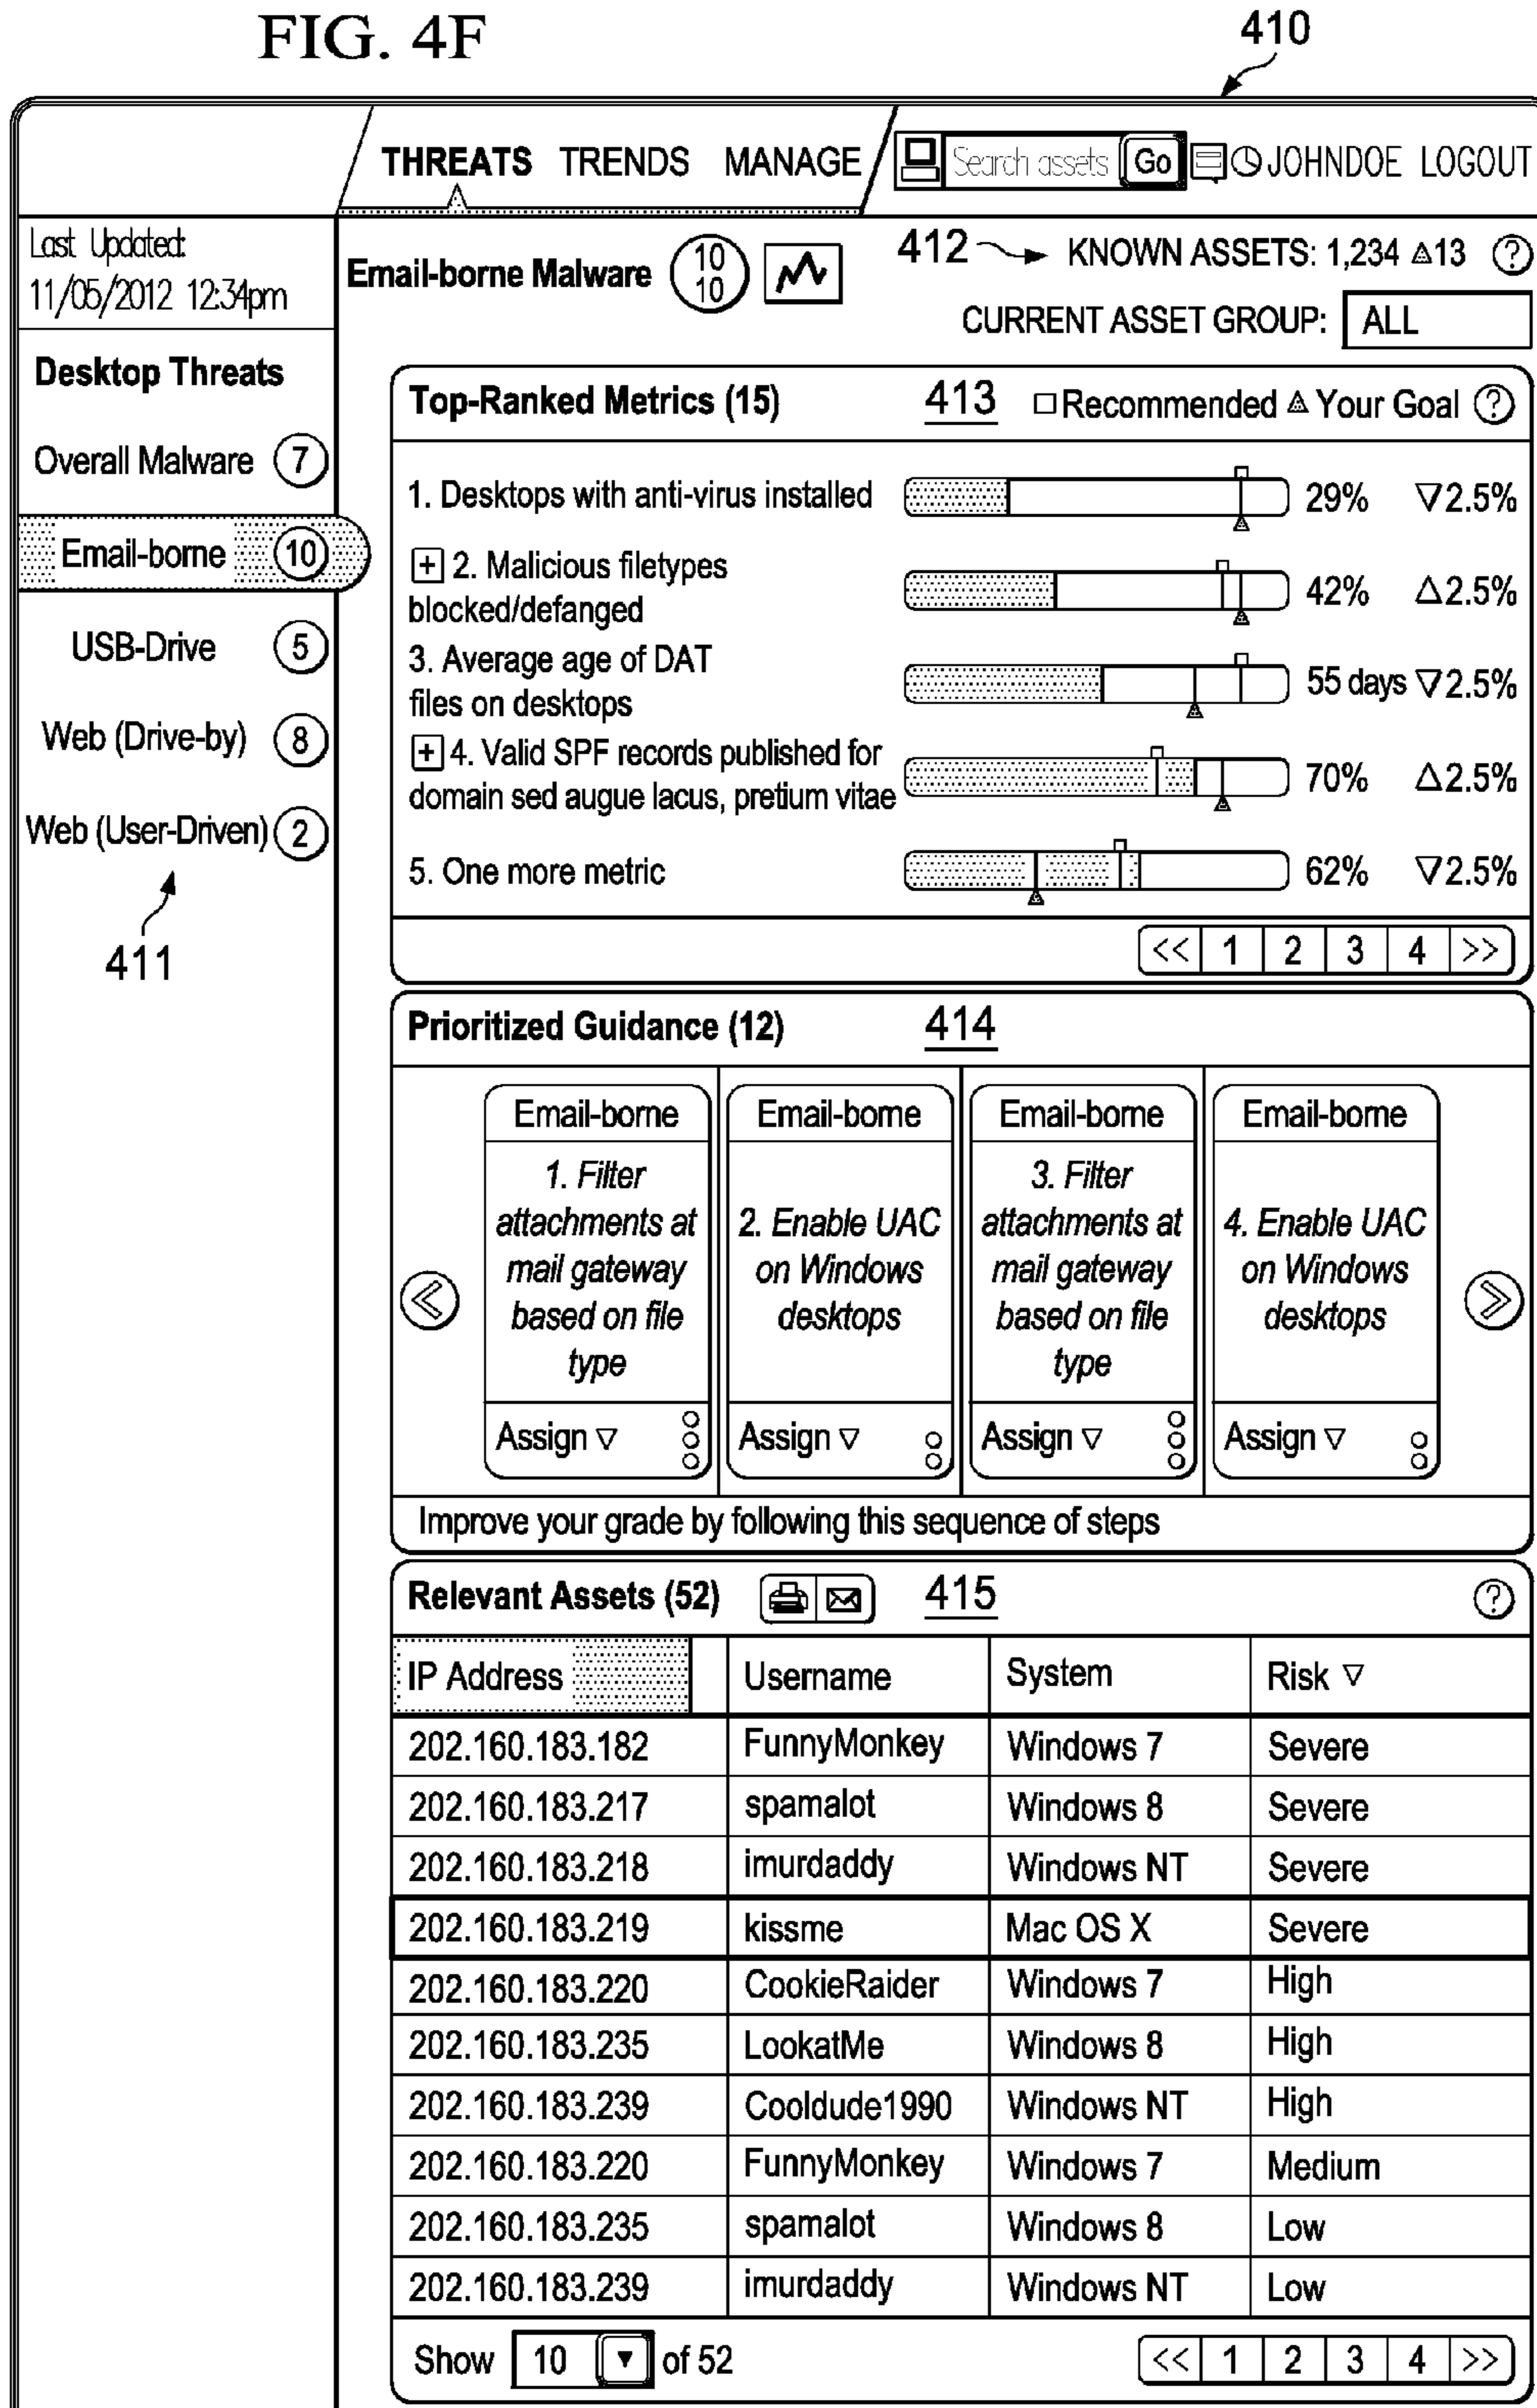 FIG. 4F
410
THREATS TRENDS MANAGE Search assets Go JOHNDOE LOGOUT
Last Updated:
11/05/2012 12:34pm
Email-borne Malware 10
10
412 KNOWN ASSETS: 1,234 △13 ?
CURRENT ASSET GROUP: ALL
Desktop Threats
Overall Malware 7
Email-borne 10
USB-Drive 5
Web (Drive-by) 8
Web (User-Driven) 2
411
Top-Ranked Metrics (15) 413 □ Recommended △ Your Goal ?
1. Desktops with anti-virus installed 29% ▽2.5%
+ 2. Malicious filetypes
blocked/defanged 42% △2.5%
3. Average age of DAT
files on desktops 55 days ▽2.5%
+ 4. Valid SPF records published for
domain sed augue lacus, pretium vitae 70% △2.5%
5. One more metric 62% ▽2.5%
<< 1 2 3 4 >>
Prioritized Guidance (12) 414
Email-borne
1. Filter
attachments at
mail gateway
based on file
type
Assign ▽
Email-borne
2. Enable UAC
on Windows
desktops
Assign ▽
Email-borne
3. Filter
attachments at
mail gateway
based on file
type
Assign ▽
Email-borne
4. Enable UAC
on Windows
desktops
Assign ▽
Improve your grade by following this sequence of steps
Relevant Assets (52) 415 ?
IP Address Username System Risk ▽
202.160.183.182 FunnyMonkey Windows 7 Severe
202.160.183.217 spamalot Windows 8 Severe
202.160.183.218 imurdaddy Windows NT Severe
202.160.183.219 kissme Mac OS X Severe
202.160.183.220 CookieRaider Windows 7 High
202.160.183.235 LookatMe Windows 8 High
202.160.183.239 Cooldude1990 Windows NT High
202.160.183.220 FunnyMonkey Windows 7 Medium
202.160.183.235 spamalot Windows 8 Low
202.160.183.239 imurdaddy Windows NT Low
Show 10 ▼ of 52 << 1 2 3 4 >>